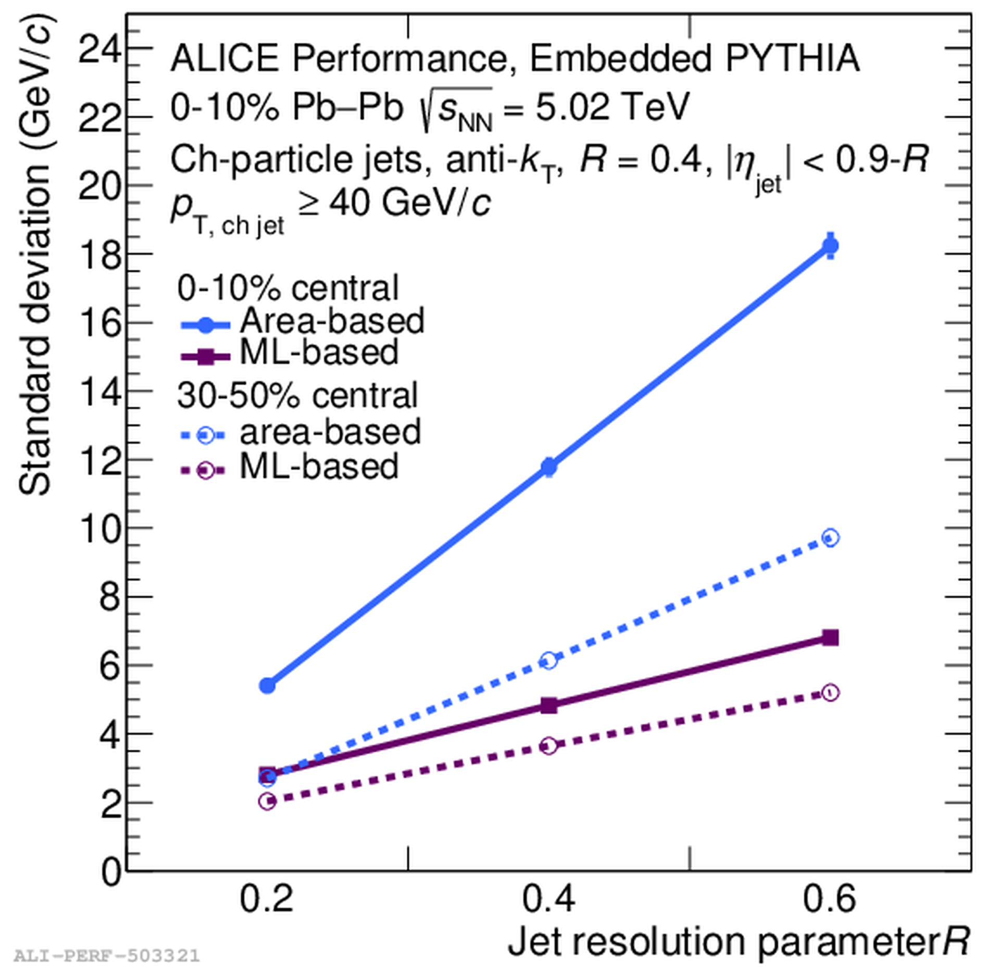 Standard deviation (GeV/c)
24
22
20
18
16
14
12
10
8
6
4
2
0
ALICE Performance, Embedded PYTHIA
0-10% Pb–Pb √sNN = 5.02 TeV
Ch-particle jets, anti-kT, R = 0.4, |ηjet| < 0.9-R
pT, ch jet ≥ 40 GeV/c
0-10% central
Area-based
ML-based
30-50% central
area-based
ML-based
0.2 0.4 0.6
Jet resolution parameterR
ALI-PERF-503321